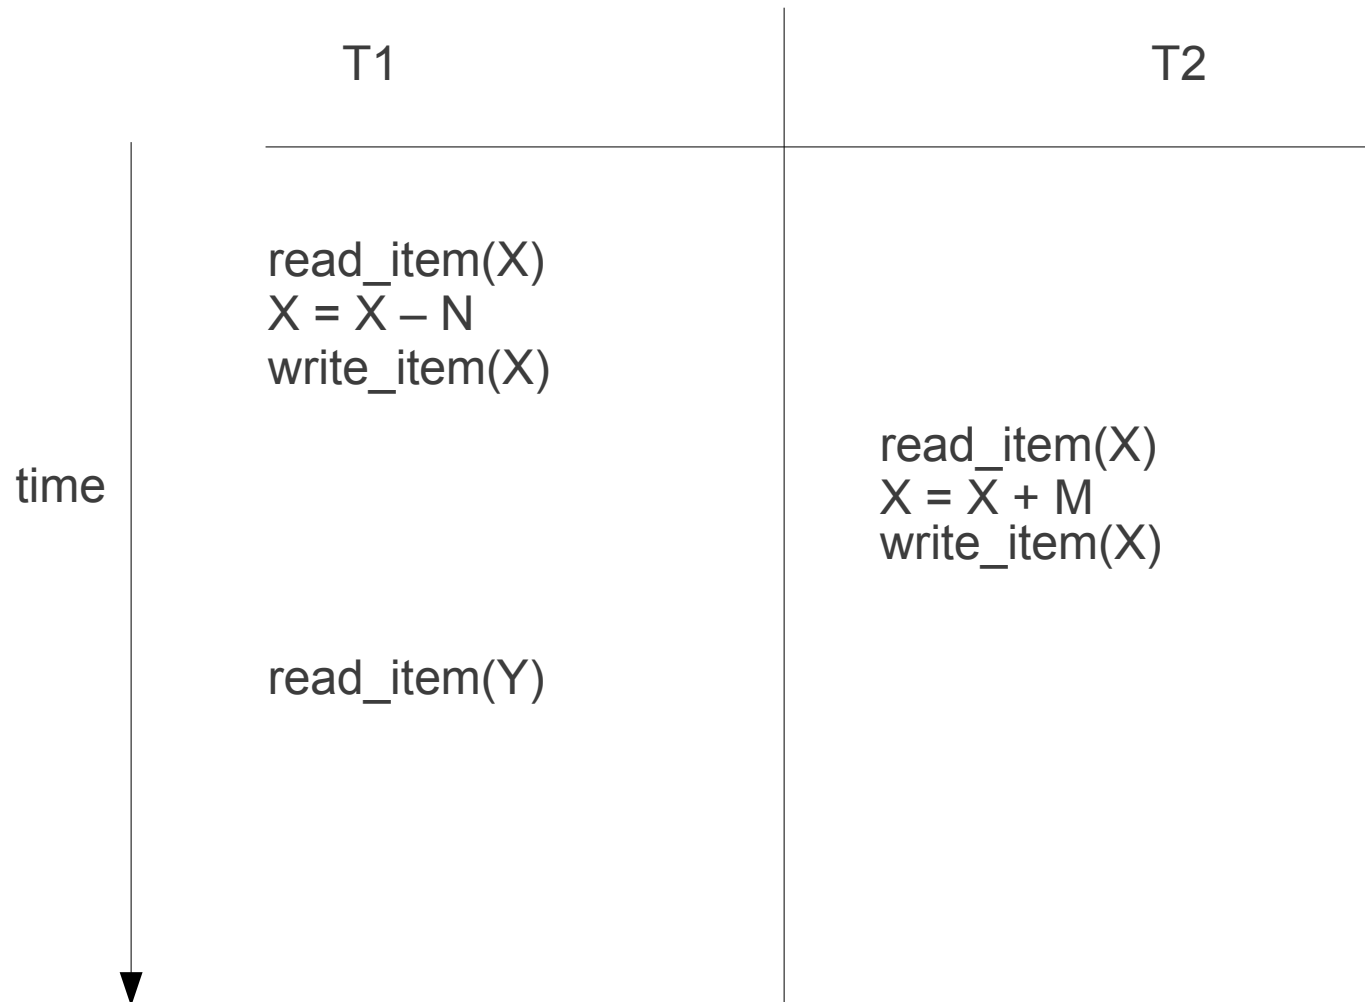 T1
T2
read_item(X)
X = X – N
write_item(X)
read_item(X)
time
X = X + M
write_item(X)
read_item(Y)